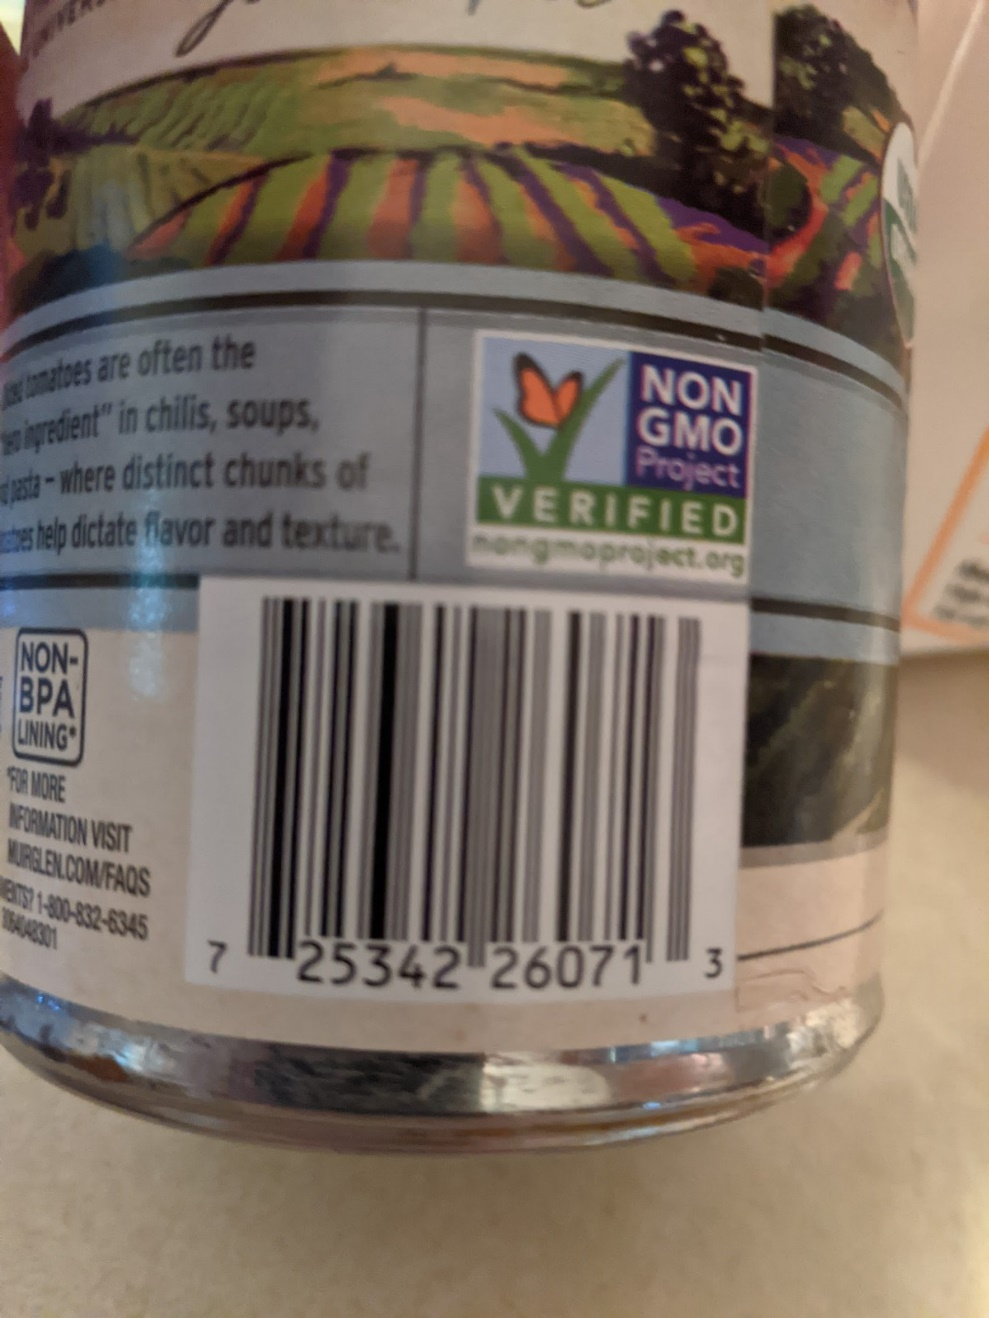 UNIVER
tomatoes are often the
ingredient" in chilis, soups,
pasta – where distinct chunks of
help dictate flavor and texture.
NON
GMO
Project
VERIFIED
nongmoproject.org
NON-
BPA
LINING*
*FOR MORE
INFORMATION VISIT
MUIRGLEN.COM/FAQS
1-800-832-6345
3064048301
7 25342 26071 3